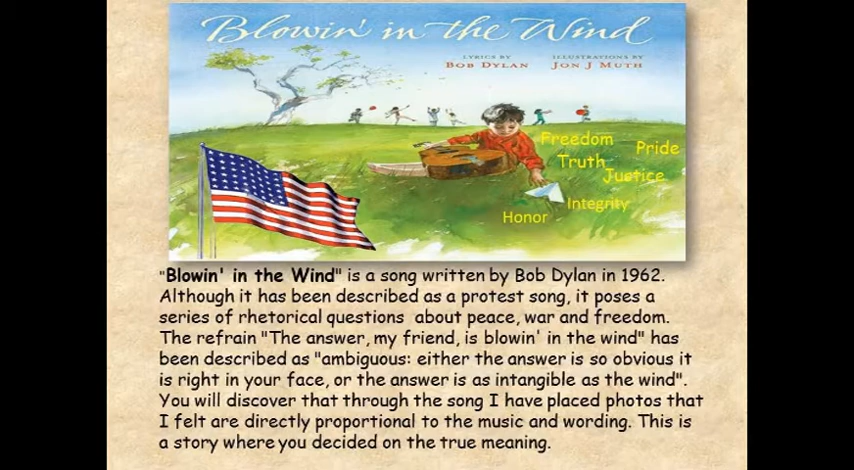 Blowin' in the Wind
LYRICS BY ILLUSTRATIONS BY
BOB DYLAN JON J MUTH
Freedom
Pride
Truth
Justice
Integrity
Honor
"Blowin' in the Wind" is a song written by Bob Dylan in 1962.
Although it has been described as a protest song, it poses a
series of rhetorical questions about peace, war and freedom.
The refrain "The answer, my friend, is blowin' in the wind" has
been described as "ambiguous: either the answer is so obvious it
is right in your face, or the answer is as intangible as the wind".
You will discover that through the song I have placed photos that
I felt are directly proportional to the music and wording. This is
a story where you decided on the true meaning.